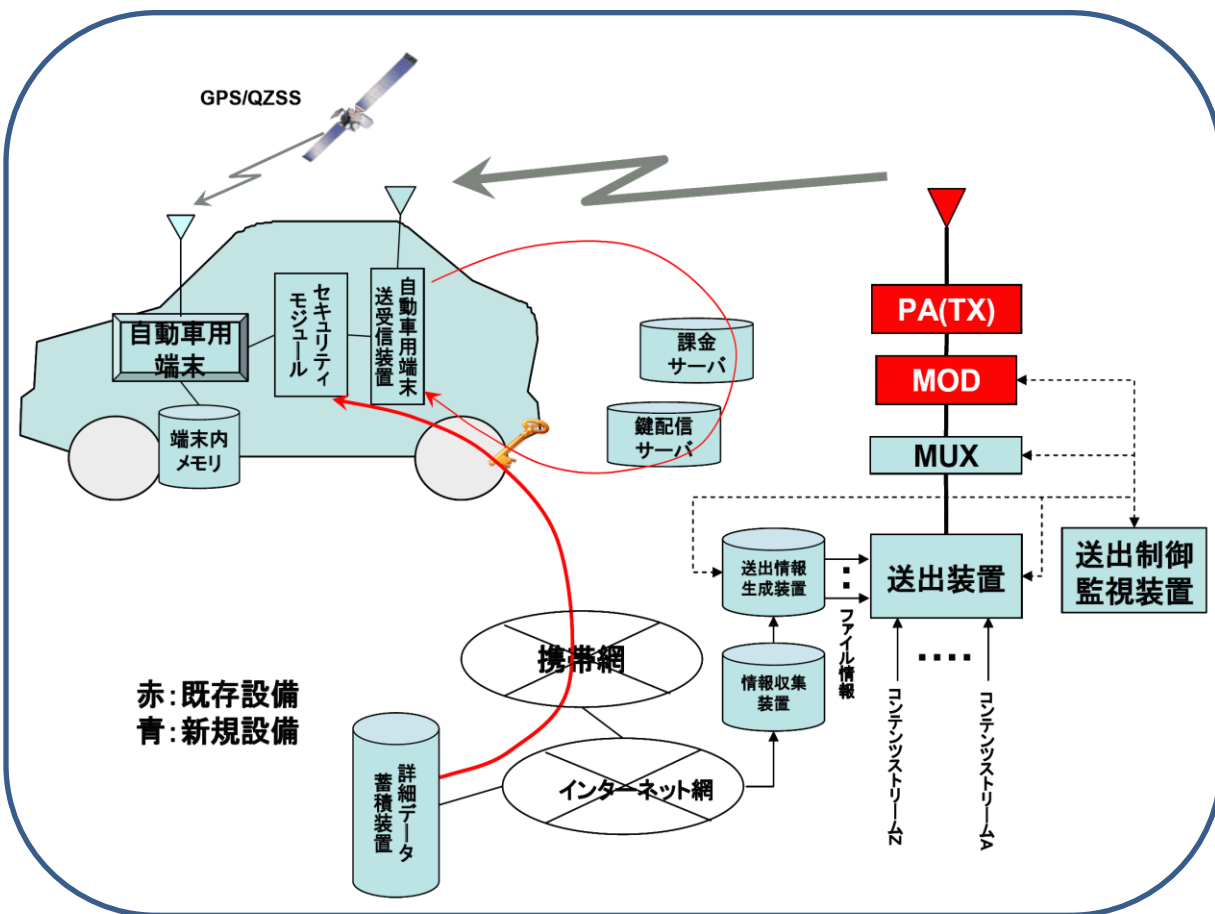 GPS/QZSS
自動車用
端末
セキュリティ
モジュール
自動車用端末
送受信装置
端末内
メモリ
課金
サーバ
鍵配信
サーバ
PA(TX)
MOD
MUX
送出情報
生成装置
送出装置
送出制御
監視装置
ファイル情報
情報収集
装置
携帯網
インターネット網
詳細データ
蓄積装置
コンテンツストリームZ
コンテンツストリームA
赤：既存設備
青：新規設備